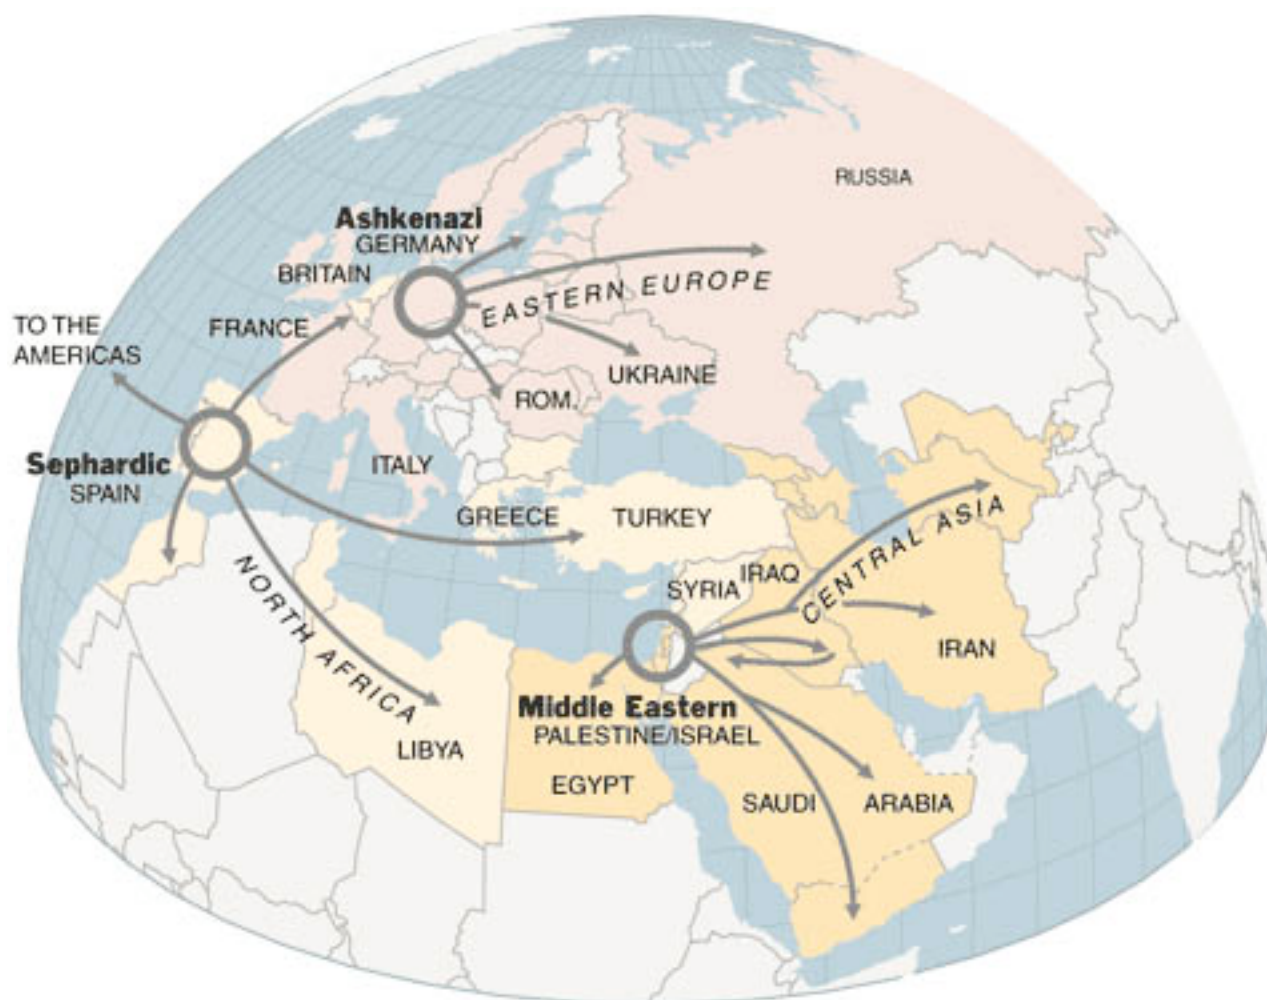 RUSSIA
Ashkenazi
GERMANY
BRITAIN
EASTERN EUROPE
TO THE
AMERICAS
FRANCE
UKRAINE
ROM.
Sephardic
SPAIN
ITALY
GREECE
TURKEY
CENTRAL ASIA
NORTH AFRICA
SYRIA
IRAQ
IRAN
Middle Eastern
PALESTINE/ISRAEL
LIBYA
EGYPT
SAUDI ARABIA